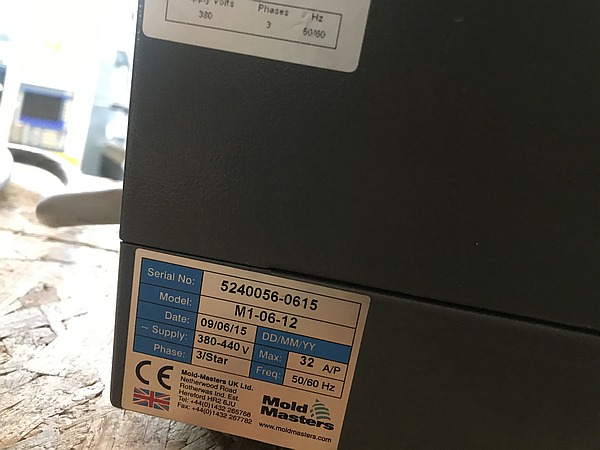 pply Volts Phases Hz
380 3 50/60
Serial No: 5240056-0615
Model: M1-06-12
Date: 09/06/15 DD/MM/YY
~ Supply: 380-440 V Max: 32 A/P
Phase: 3/Star Freq: 50/60 Hz
CE
Mold-Masters UK Ltd.
Netherwood Road
Rotherwas Ind. Est.
Hereford HR2 6JU
Tel: +44(0)1432 265768
Fax: +44(0)1432 267782
Mold
Masters
www.moldmasters.com